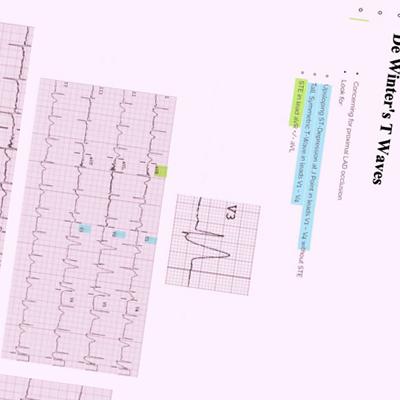 De Winter's T Waves
Concerning for proximal LAD occlusion
Look for:
Upsloping ST-Depression at J Point in leads V1 - V6 without STE
Tall, Symmetric T-Wave in leads V1 - V6
STE in lead aVR +/- aVL
V3